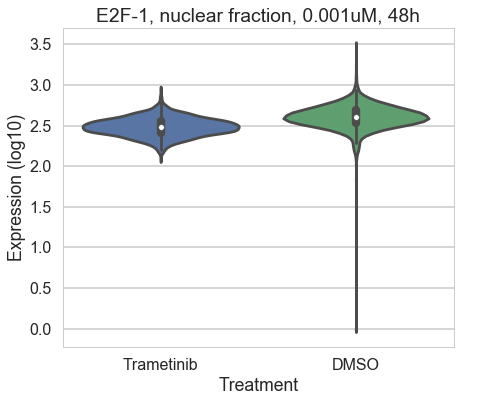 E2F-1, nuclear fraction, 0.001uM, 48h
Expression (log10)
3.5
3.0
2.5
2.0
1.5
1.0
0.5
0.0
Trametinib DMSO
Treatment